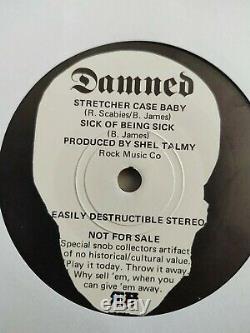 Damned
STRETCHER CASE BABY
(R. Scabies/B. James)
SICK OF BEING SICK
(B. James)
PRODUCED BY SHEL TALMY
Rock Music Co
EASILY DESTRUCTIBLE STEREO
NOT FOR SALE
Special snob collectors artifact
of no historical/cultural value.
Play it today. Throw it away
Why sell 'em, when you
can give 'em away.